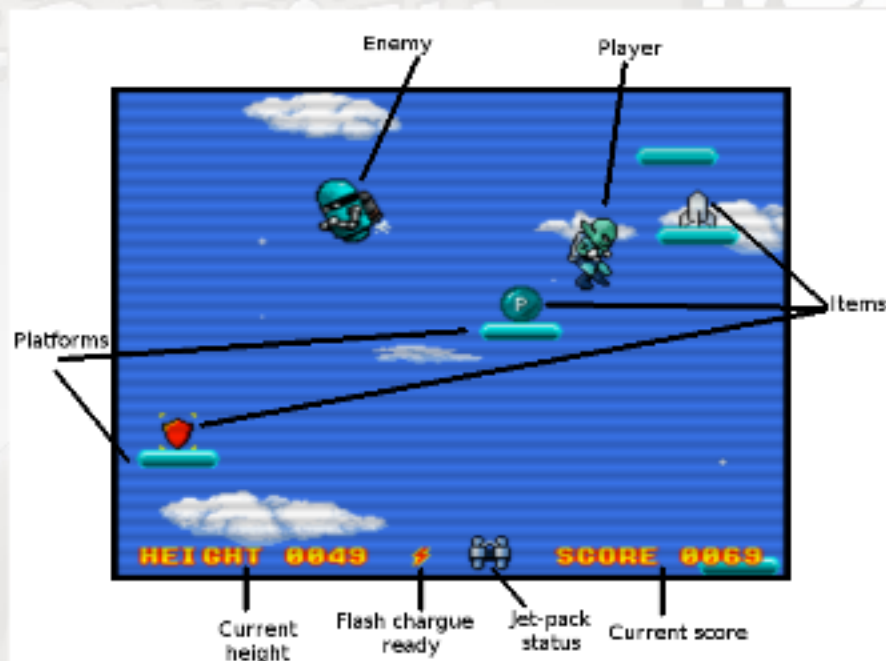 Enemy
Player
P
Items
Platforms
HEIGHT 0049
SCORE 0069
Current
height
Flash chargue
ready
Jet-pack
status
Current score